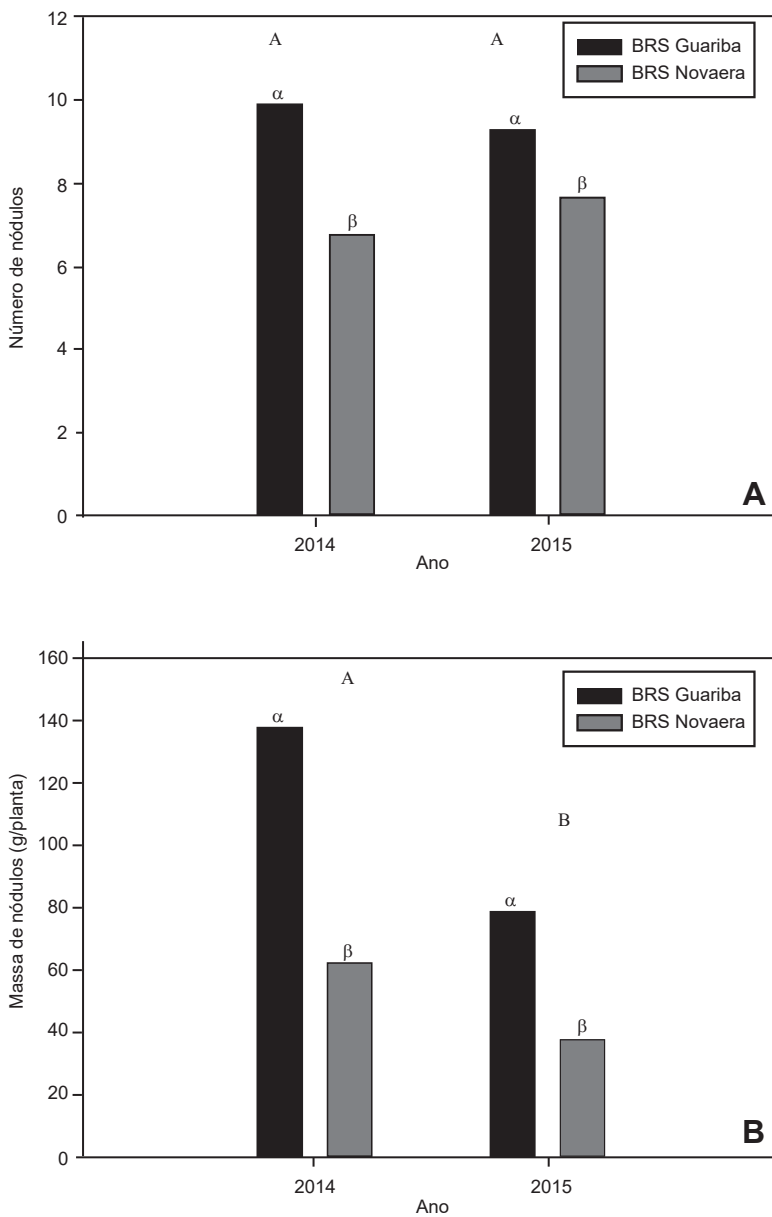 12
A
A
BRS Guariba
BRS Novaera
10
α
α
8
β
β
6
4
2
0
Número de nódulos
2014
2015
Ano
A
160
A
BRS Guariba
BRS Novaera
140
α
120
100
B
80
α
60
β
40
β
20
0
Massa de nódulos (g/planta)
2014
2015
Ano
B